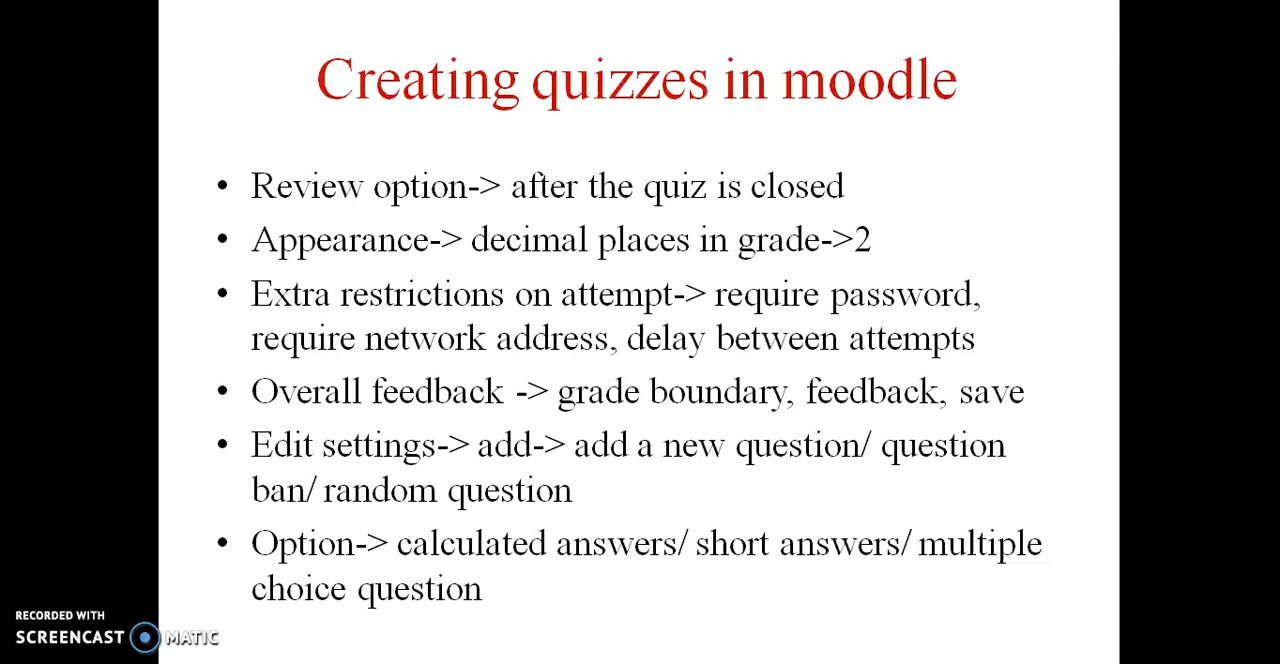 Creating quizzes in moodle
• Review option-> after the quiz is closed
• Appearance-> decimal places in grade->2
• Extra restrictions on attempt-> require password,
require network address, delay between attempts
• Overall feedback -> grade boundary, feedback, save
• Edit settings-> add-> add a new question/ question
ban/ random question
• Option-> calculated answers/ short answers/ multiple
choice question
RECORDED WITH
SCREENCAST MATIC